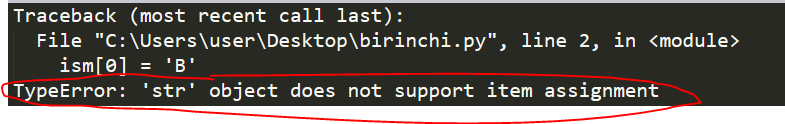 Traceback (most recent call last):
  File "C:\Users\user\Desktop\birinchi.py", line 2, in <module>
    ism[0] = 'B'
TypeError: 'str' object does not support item assignment